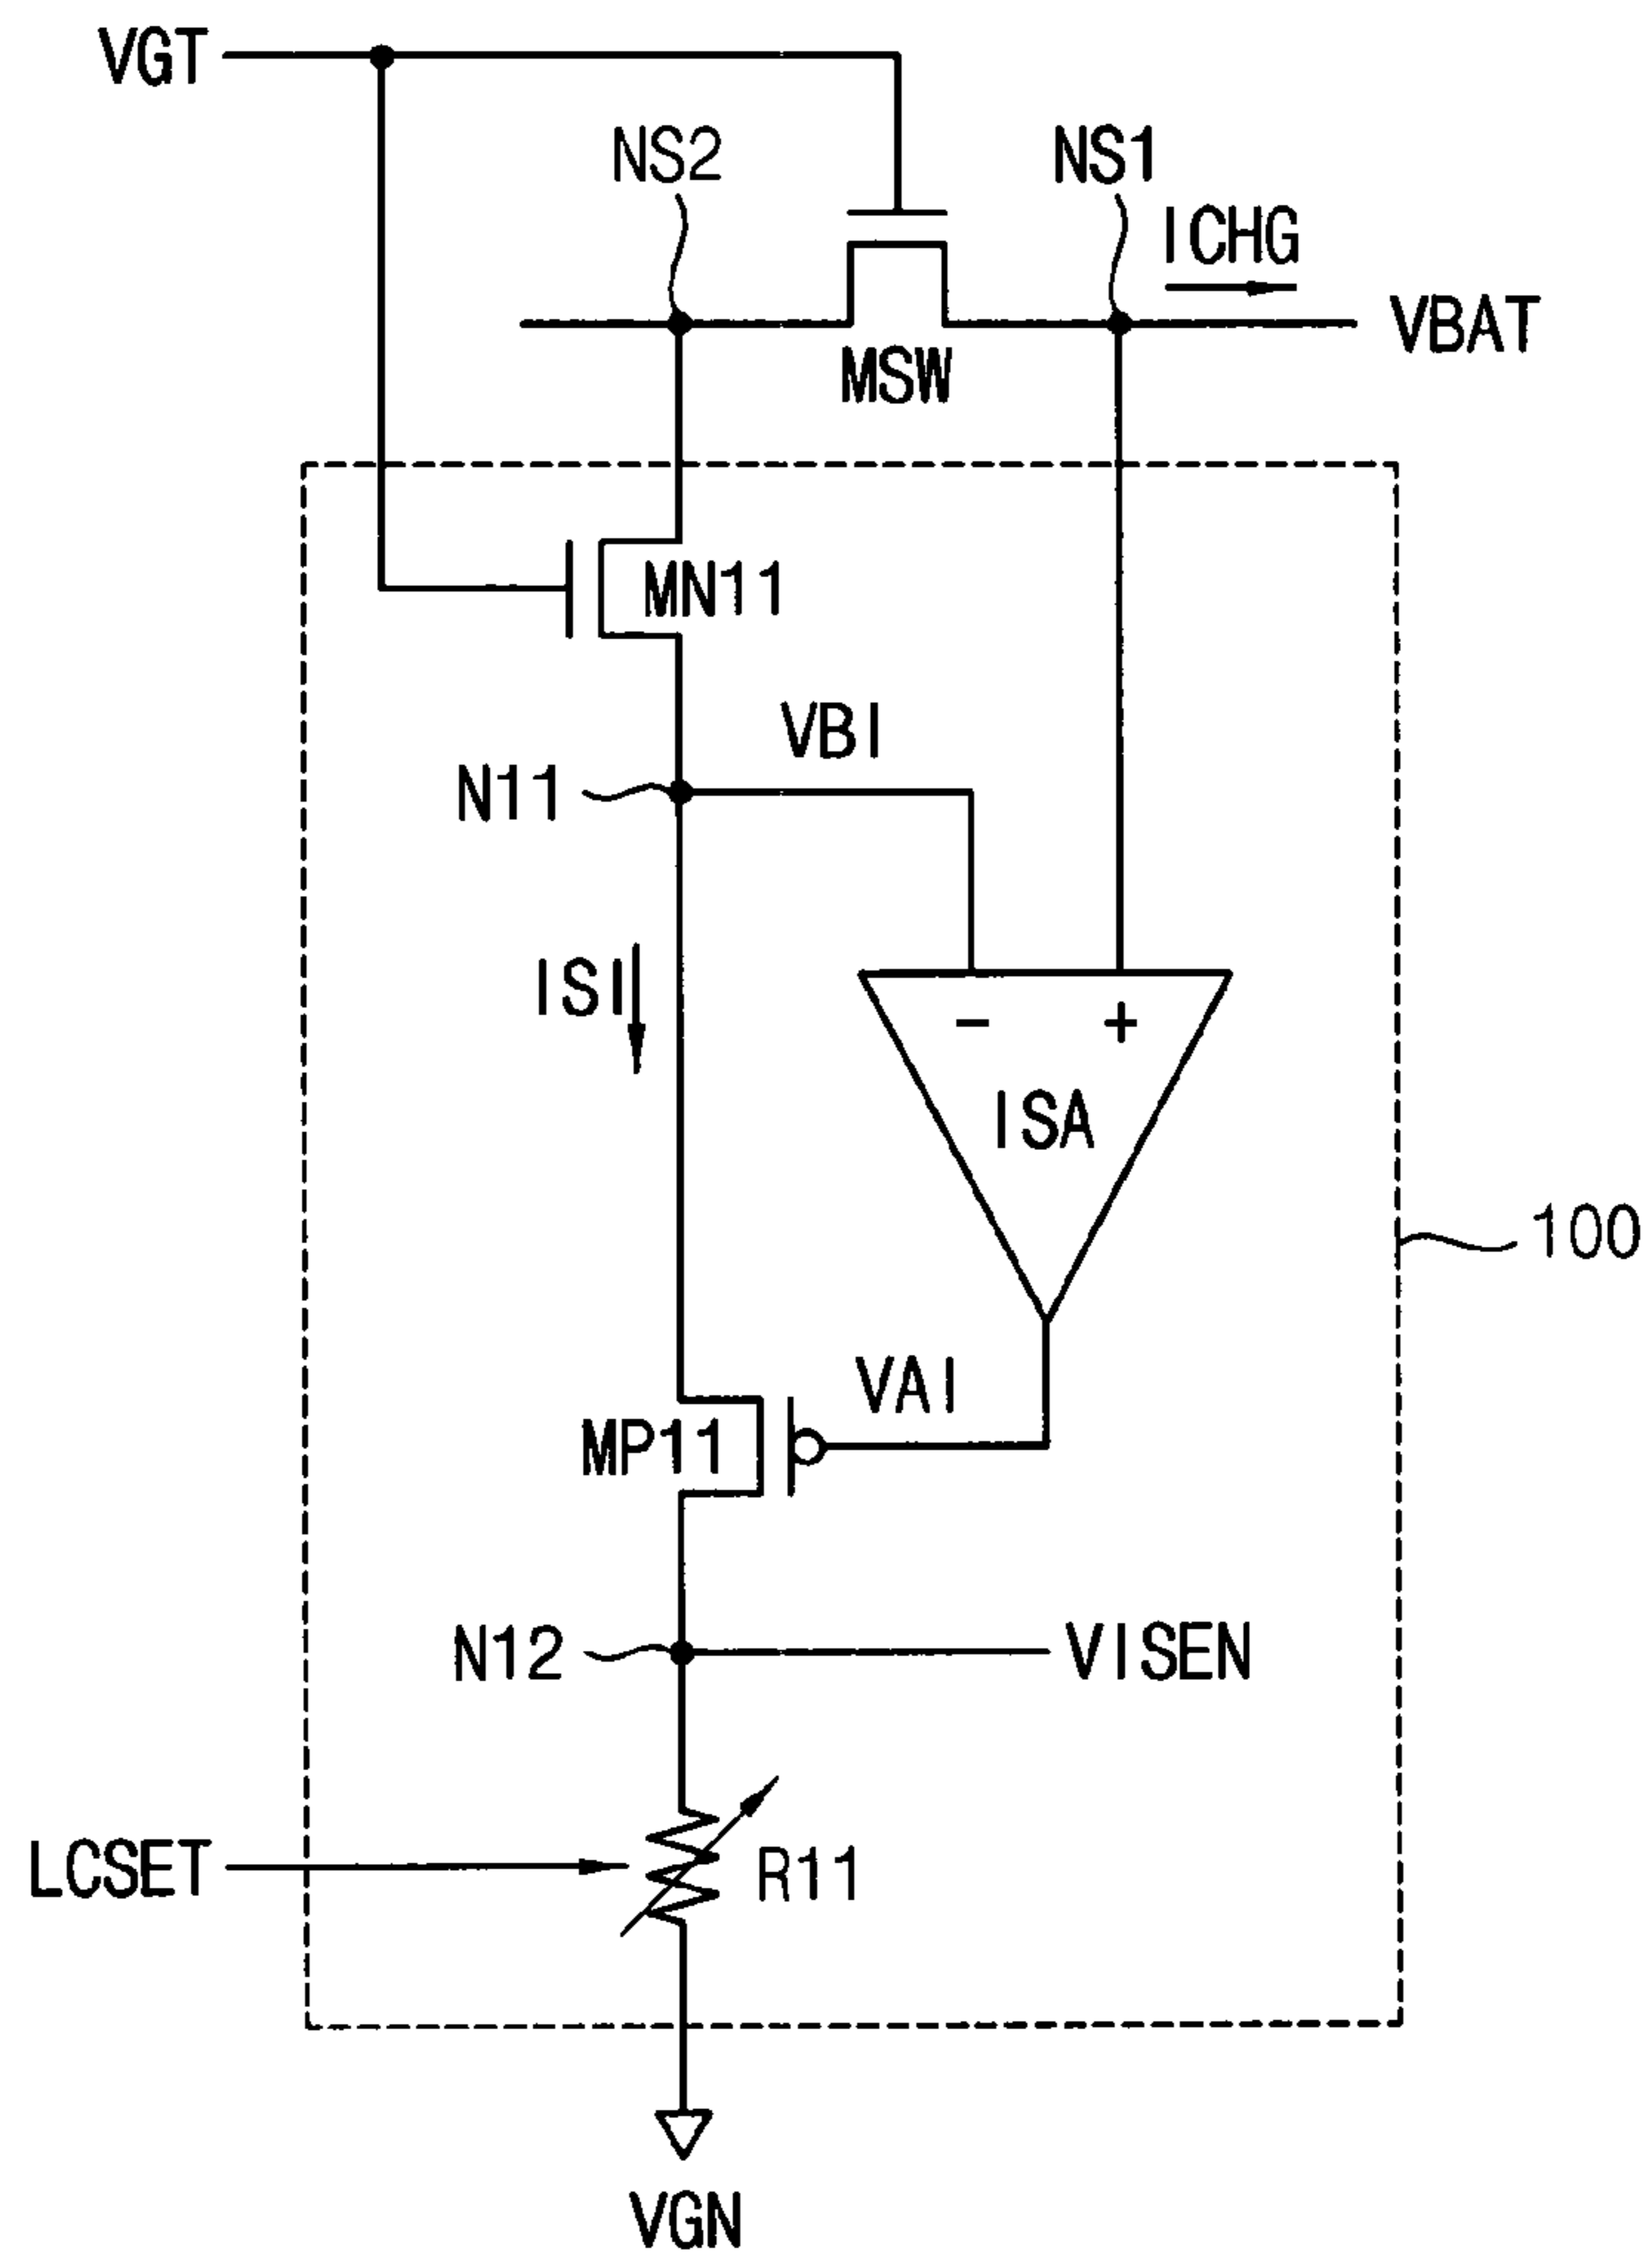 VGT
NS2
NS1
ICHG
VBAT
MSW
MN11
VBI
N11
ISI
- +
ISA
100
VAI
MP11
N12
VISEN
LCSET
R11
VGN